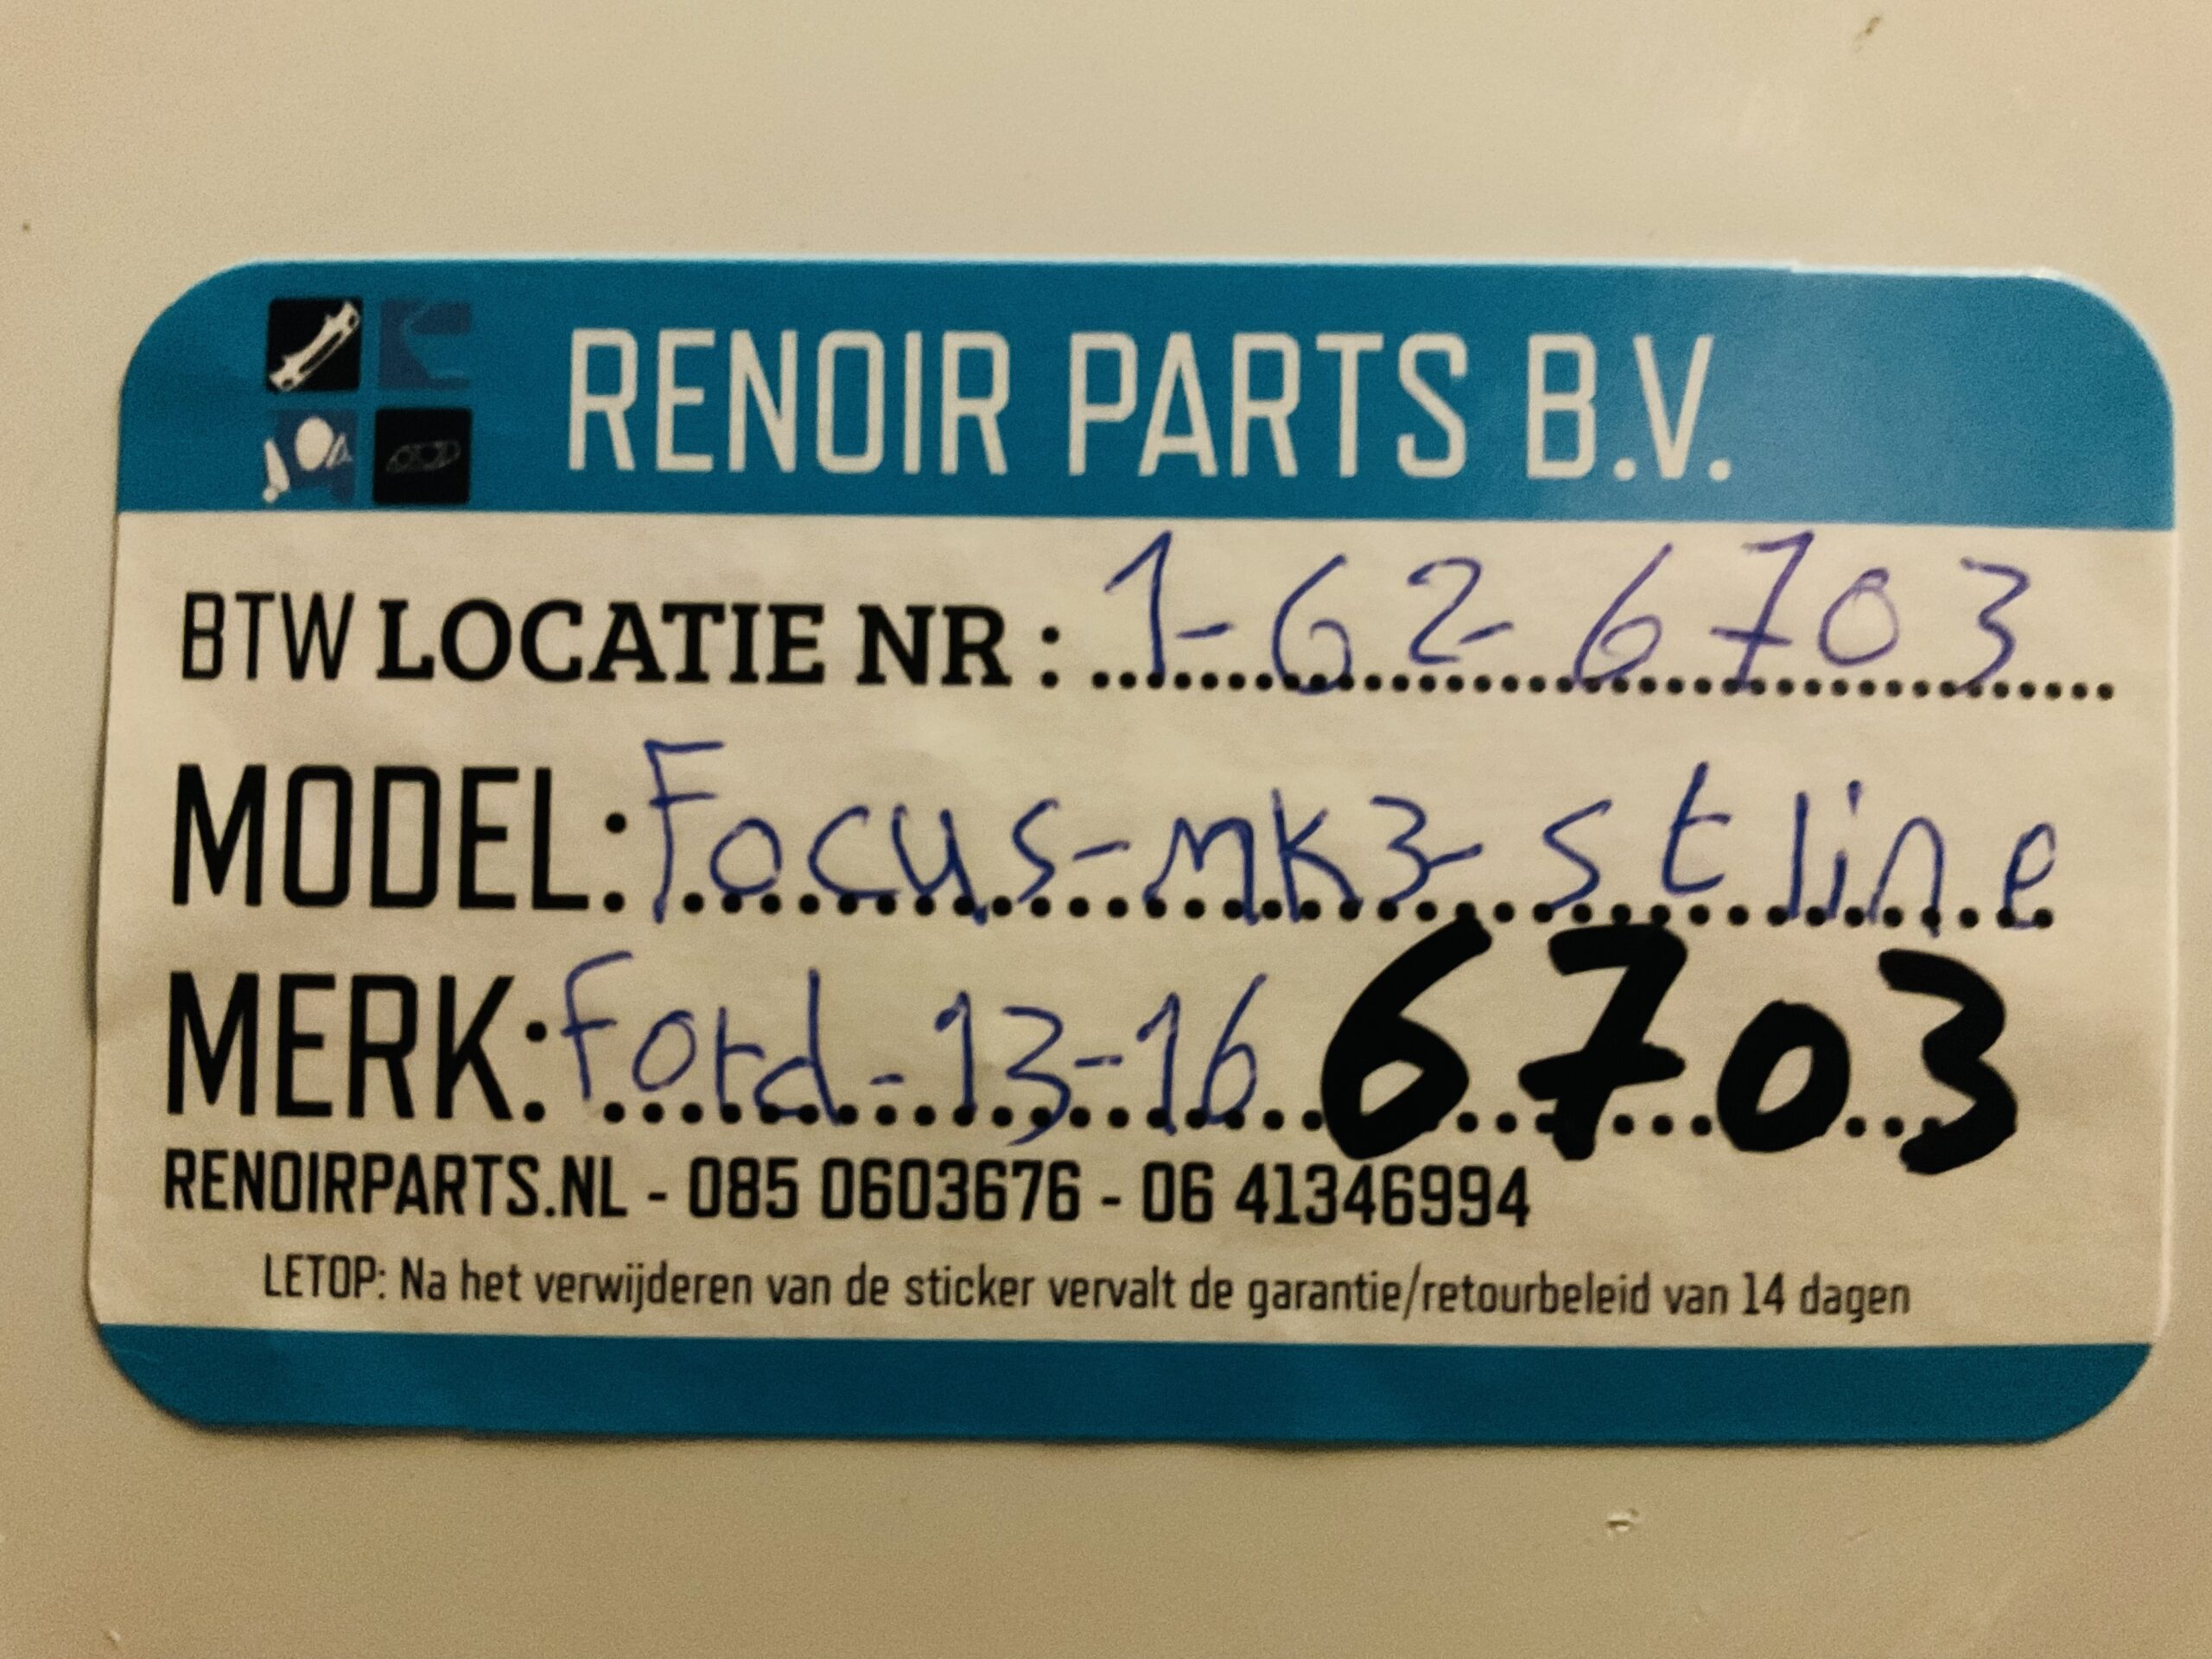 RENOIR PARTS B.V.
BTW LOCATIE NR : 1-62-6703
MODEL: Focus-mk3-st line
MERK: Ford-13-16 6703
RENOIRPARTS.NL - 085 0603676 - 06 41346994
LETOP: Na het verwijderen van de sticker vervalt de garantie/retourbeleid van 14 dagen